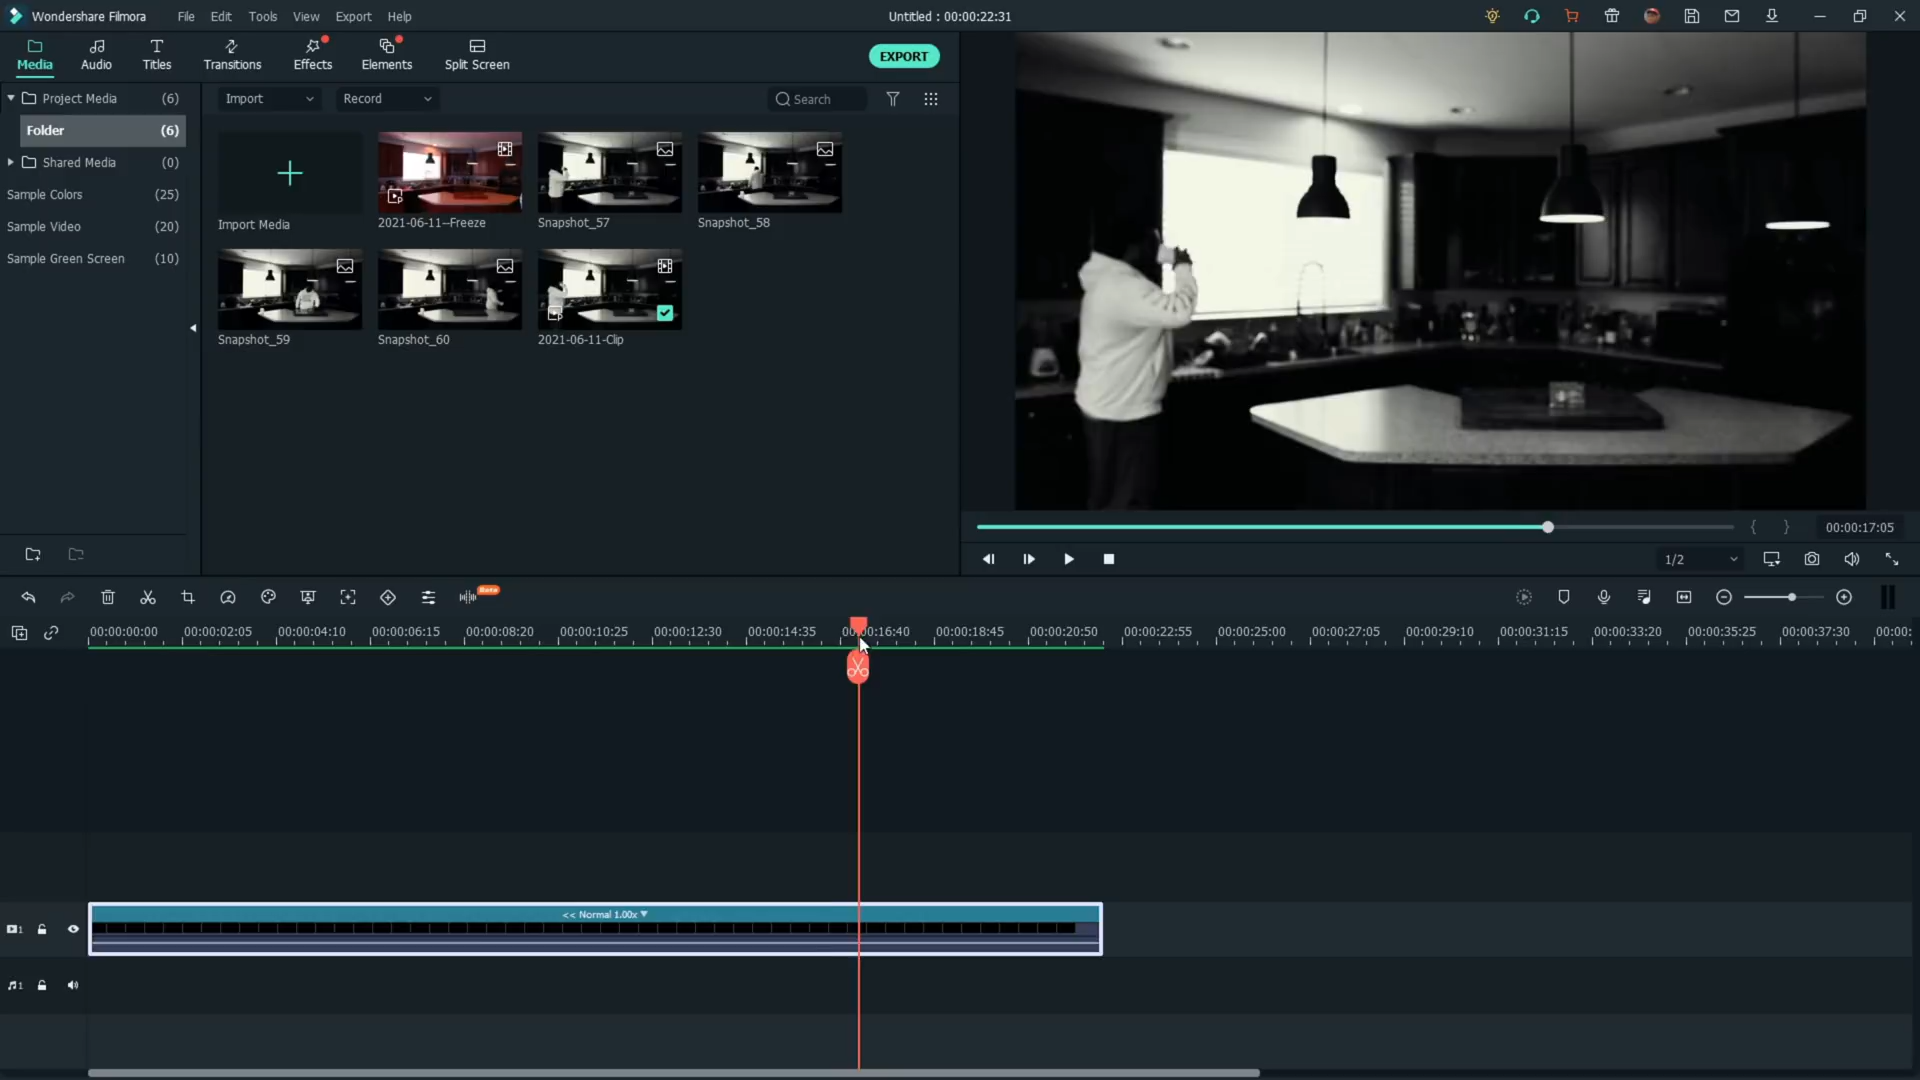 Wondershare Filmora File Edit Tools View Export Help Untitled : 00:00:22:31
Media Audio Titles Transitions Effects Elements Split Screen EXPORT
Project Media (6) Import Record Search
Folder (6)
Shared Media (0)
Sample Colors (25)
Sample Video (20)
Sample Green Screen (10)
Import Media 2021-06-11--Freeze Snapshot_57 Snapshot_58
Snapshot_59 Snapshot_60 2021-06-11-Clip
{ } 00:00:17:05
1/2
Beta
00:00:00:00 00:00:02:05 00:00:04:10 00:00:06:15 00:00:08:20 00:00:10:25 00:00:12:30 00:00:14:35 00:00:16:40 00:00:18:45 00:00:20:50 00:00:22:55 00:00:25:00 00:00:27:05 00:00:29:10 00:00:31:15 00:00:33:20 00:00:35:25 00:00:37:30 00:00:
<< Normal 1.00x
1
1